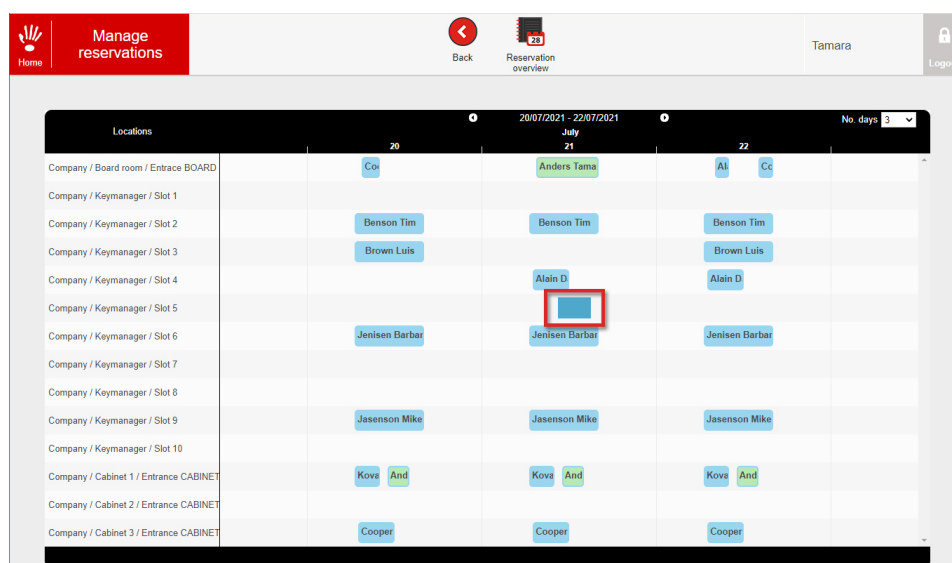 Manage
reservations
Home
Back
28
Reservation
overview
Tamara
Logo
20/07/2021 - 22/07/2021
No. days 3
Locations
July
20 21 22
Company / Board room / Entrace BOARD Co Anders Tama Al Cc
Company / Keymanager / Slot 1
Company / Keymanager / Slot 2 Benson Tim Benson Tim Benson Tim
Company / Keymanager / Slot 3 Brown Luis Brown Luis
Company / Keymanager / Slot 4 Alain D Alain D
Company / Keymanager / Slot 5
Company / Keymanager / Slot 6 Jenisen Barbar Jenisen Barbar Jenisen Barbar
Company / Keymanager / Slot 7
Company / Keymanager / Slot 8
Company / Keymanager / Slot 9 Jasenson Mike Jasenson Mike Jasenson Mike
Company / Keymanager / Slot 10
Company / Cabinet 1 / Entrance CABINET Kova And Kova And Kova And
Company / Cabinet 2 / Entrance CABINET
Company / Cabinet 3 / Entrance CABINET Cooper Cooper Cooper